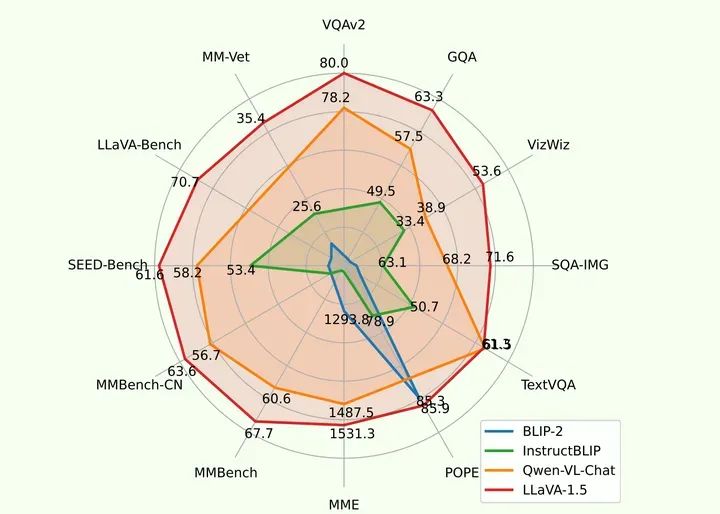 VQAv2
MM-Vet
GQA
80.0
78.2
63.3
35.4
57.5
LLaVA-Bench
VizWiz
70.7
53.6
49.5
25.6
38.9
33.4
SEED-Bench
61.6
58.2
53.4
63.1
68.2
71.6
SQA-IMG
50.7
1293.8
78.9
61.5
56.7
63.6
MMBench-CN
TextVQA
60.6
85.3
85.9
1487.5
67.7
1531.3
MMBench
POPE
MME
BLIP-2
InstructBLIP
Qwen-VL-Chat
LLaVA-1.5